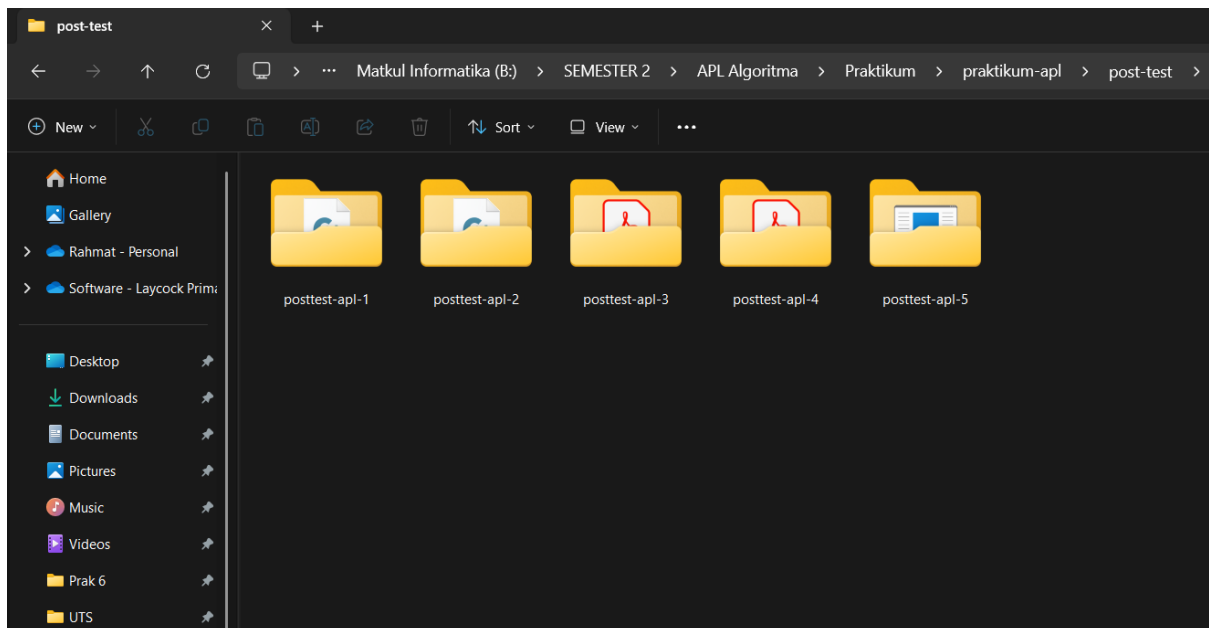 post-test
Matkul Informatika (B:) > SEMESTER 2 > APL Algoritma > Praktikum > praktikum-apl > post-test >
New Sort View
Home
Gallery
Rahmat - Personal
Software - Laycock Prima
Desktop
Downloads
Documents
Pictures
Music
Videos
Prak 6
UTS
posttest-apl-1 posttest-apl-2 posttest-apl-3 posttest-apl-4 posttest-apl-5